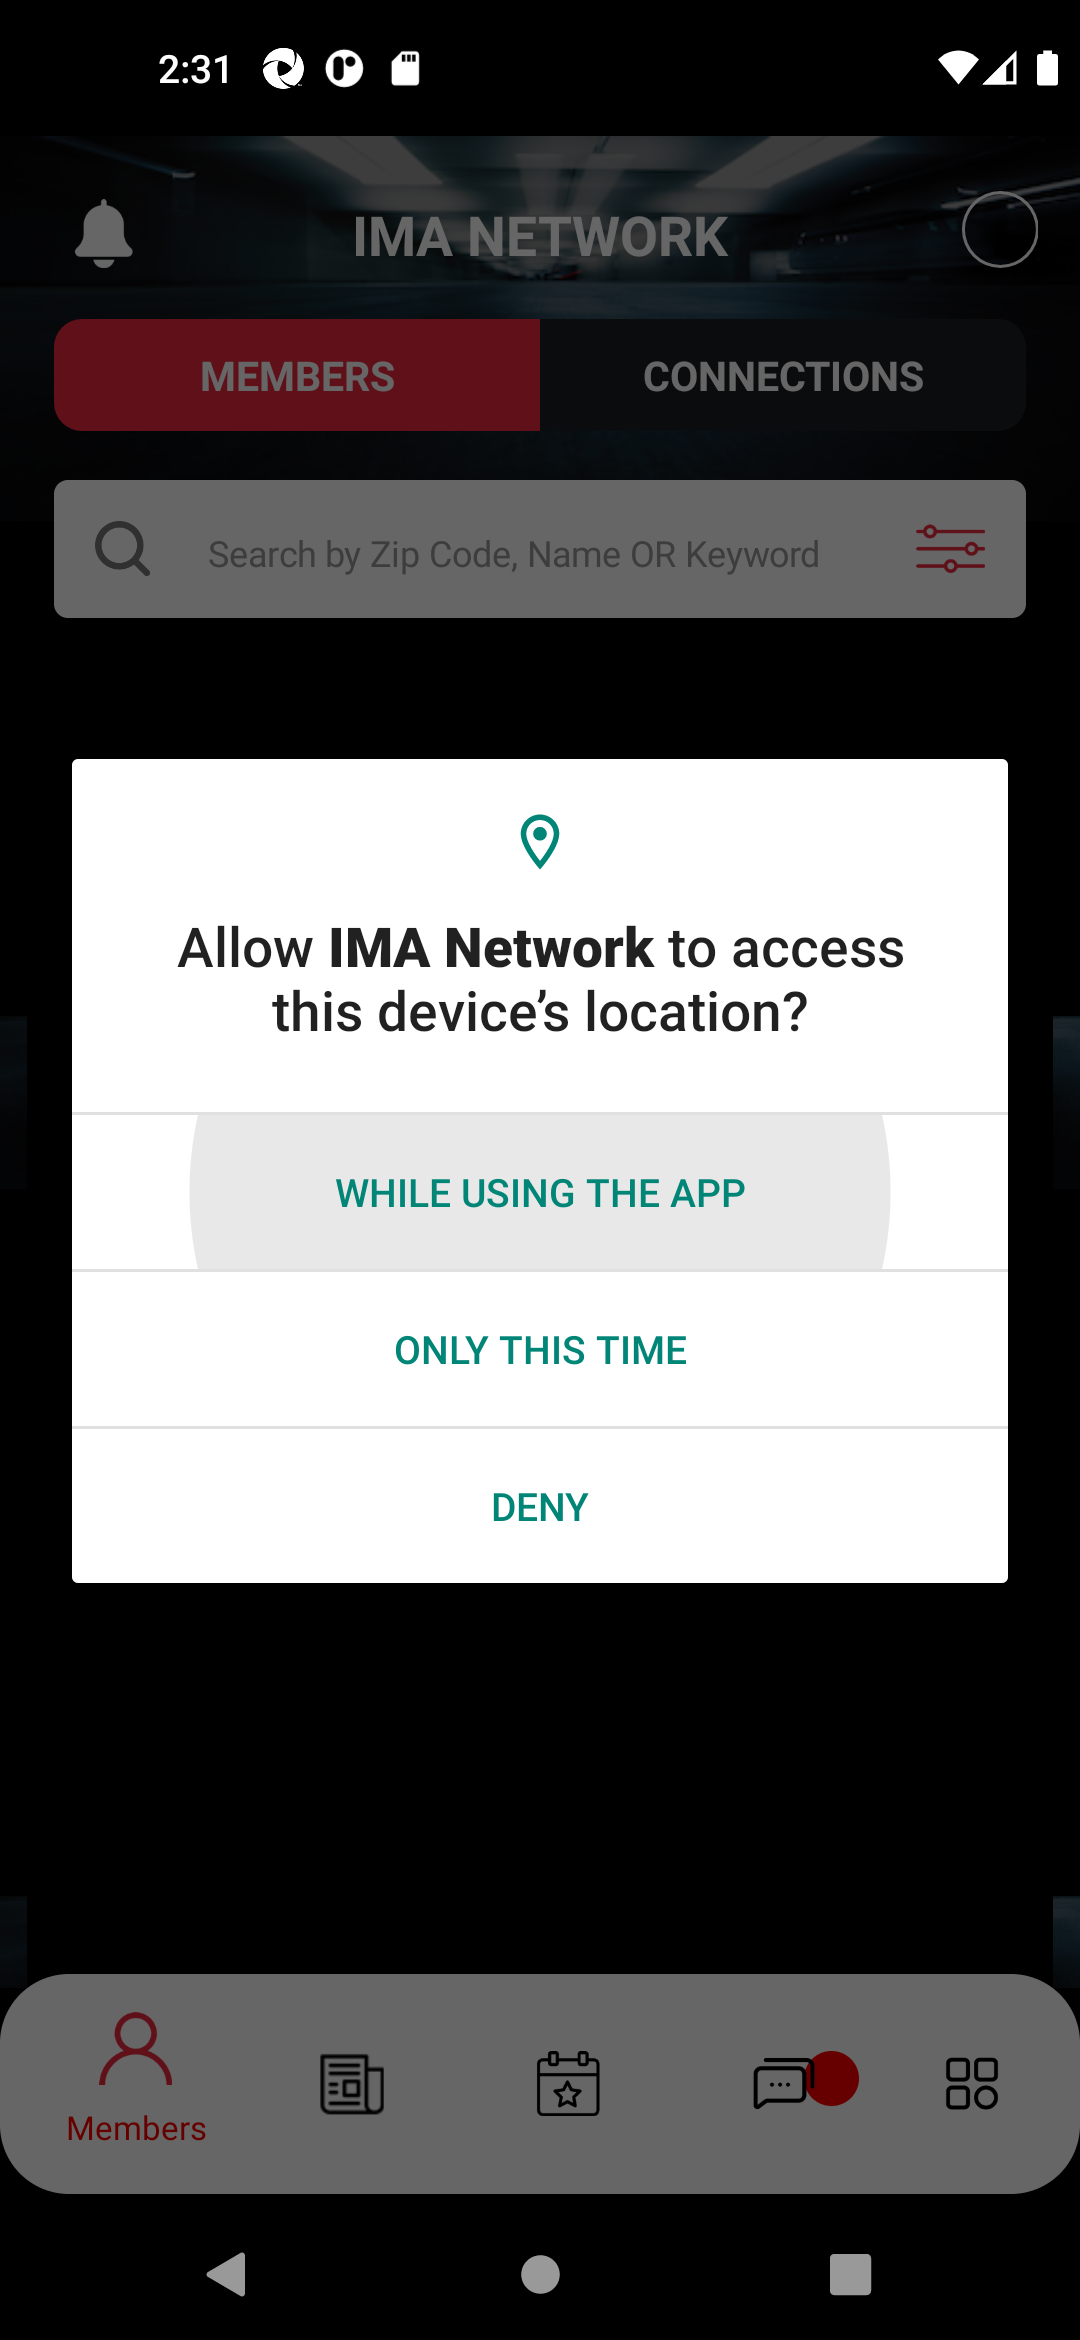 2:31
IMA NETWORK
MEMBERS
CONNECTIONS
Search by Zip Code, Name OR Keyword
Allow IMA Network to access
this device’s location?
WHILE USING THE APP
ONLY THIS TIME
DENY
Members